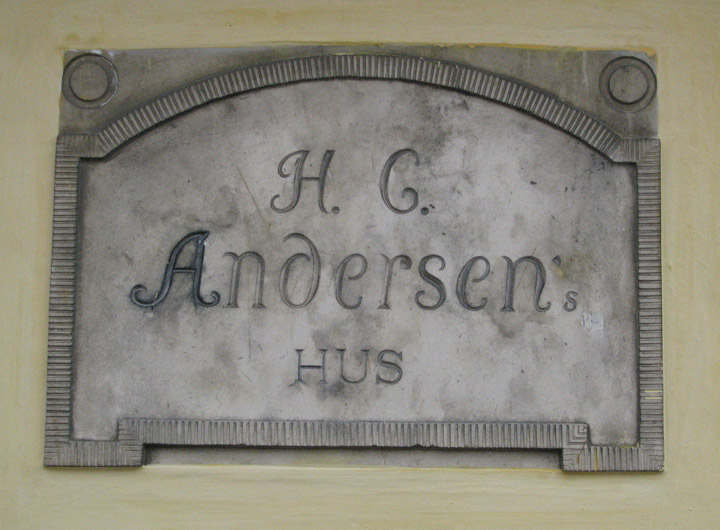 H. C.
Andersen's
HUS